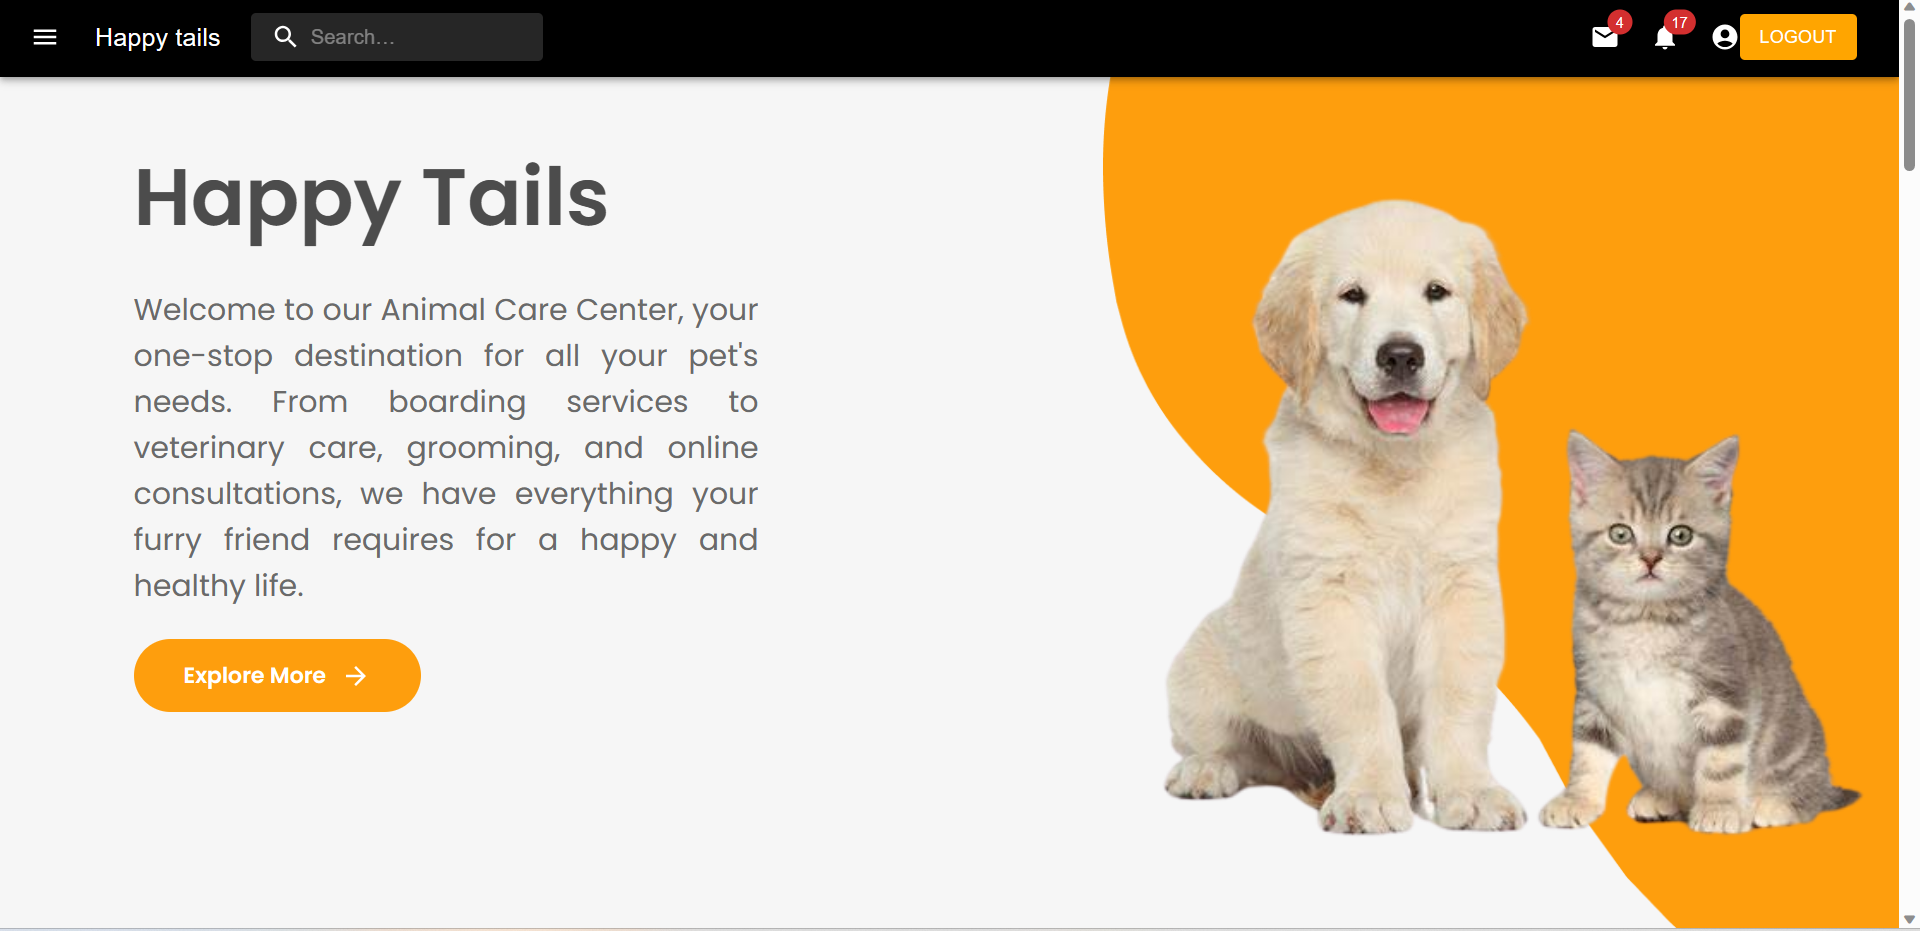 Happy tails
Search…
4
17
LOGOUT
Happy Tails
Welcome to our Animal Care Center, your
one-stop destination for all your pet's
needs. From boarding services to
veterinary care, grooming, and online
consultations, we have everything your
furry friend requires for a happy and
healthy life.
Explore More